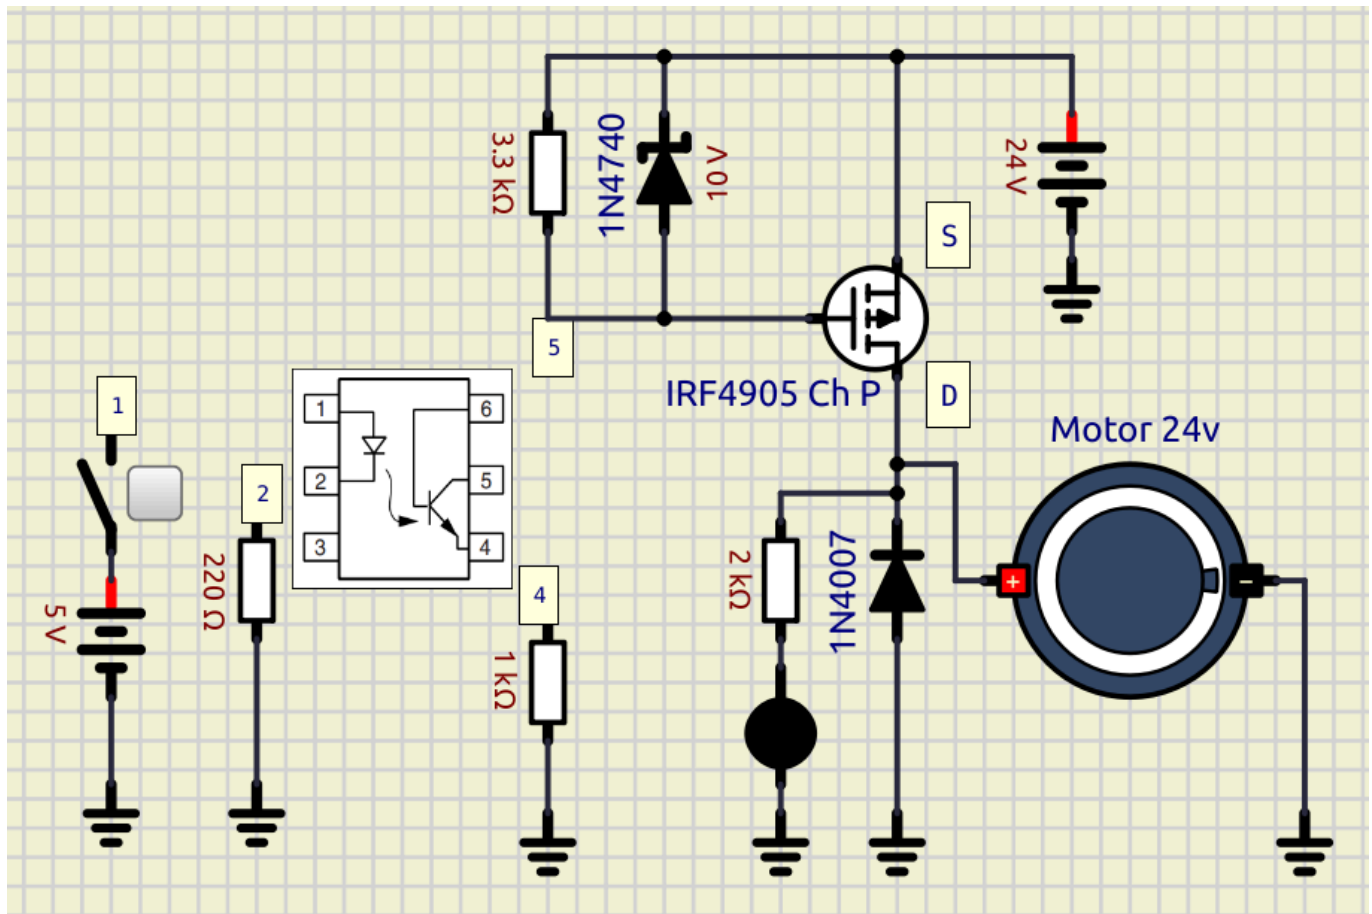 3.3 kΩ
1N4740
10 V
24 V
S
5
IRF4905 Ch P
D
Motor 24v
1
1
6
2
5
3
4
2
220 Ω
5 V
4
1 kΩ
2 kΩ
1N4007
+
-